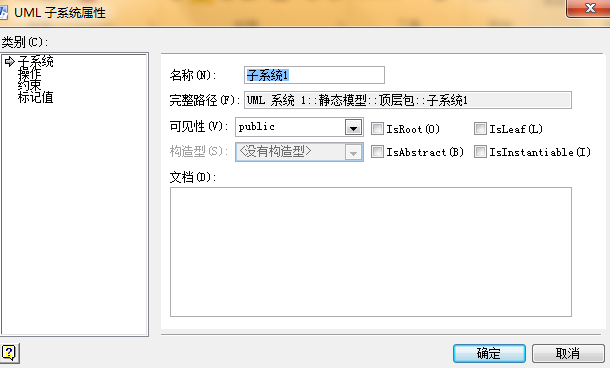 UML 子系统属性
类别(C):
子系统
操作
约束
标记值
名称(N): 子系统1
完整路径(F): UML 系统 1::静态模型::顶层包::子系统1
可见性(V): public IsRoot(O) IsLeaf(L)
构造型(S): <没有构造型> IsAbstract(B) IsInstantiable(I)
文档(D):
确定 取消